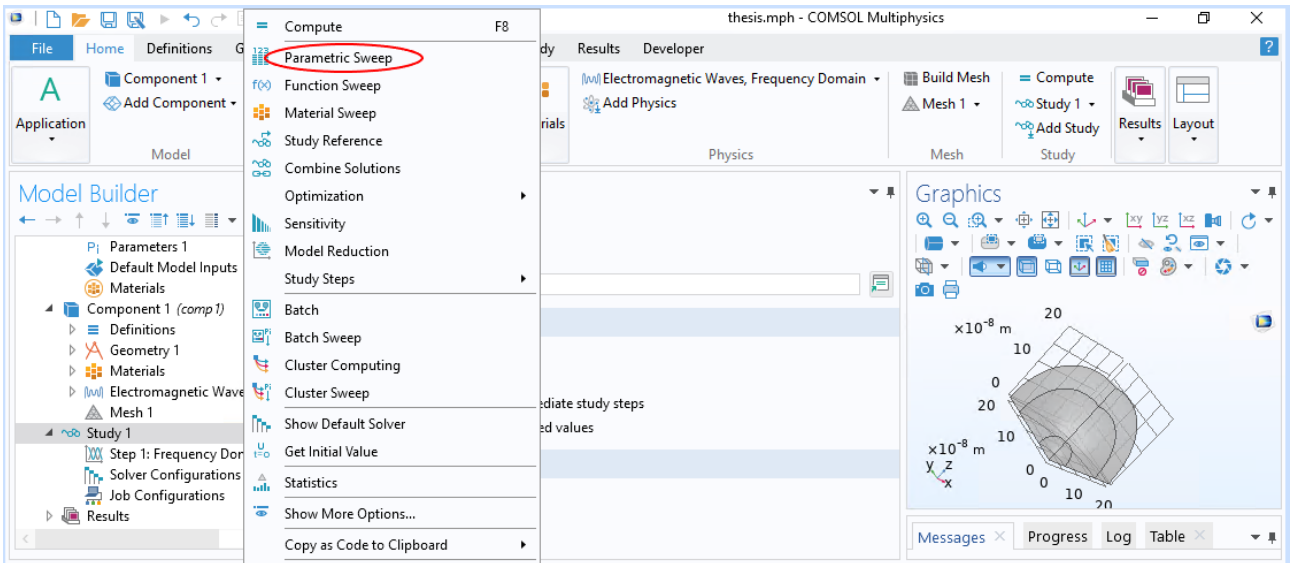 thesis.mph - COMSOL Multiphysics
File Home Definitions G dy Results Developer ?
Application
Component 1
Add Component
Model
rials
Electromagnetic Waves, Frequency Domain
Add Physics
Physics
Build Mesh
Mesh 1
Mesh
Compute
Study 1
Add Study
Study
Results
Layout
Compute F8
Parametric Sweep
Function Sweep
Material Sweep
Study Reference
Combine Solutions
Optimization
Sensitivity
Model Reduction
Study Steps
Batch
Batch Sweep
Cluster Computing
Cluster Sweep
Show Default Solver
Get Initial Value
Statistics
Show More Options...
Copy as Code to Clipboard
Model Builder
Pi Parameters 1
Default Model Inputs
Materials
Component 1 (comp1)
Definitions
Geometry 1
Materials
Electromagnetic Wave
Mesh 1
Study 1
Step 1: Frequency Dor
Solver Configurations
Job Configurations
Results
ediate study steps
ed values
Graphics
xy yz xz
×10⁻⁸ m
20
10
0
20
10
0
×10⁻⁸ m
y z
x
0
10
20
Messages Progress Log Table